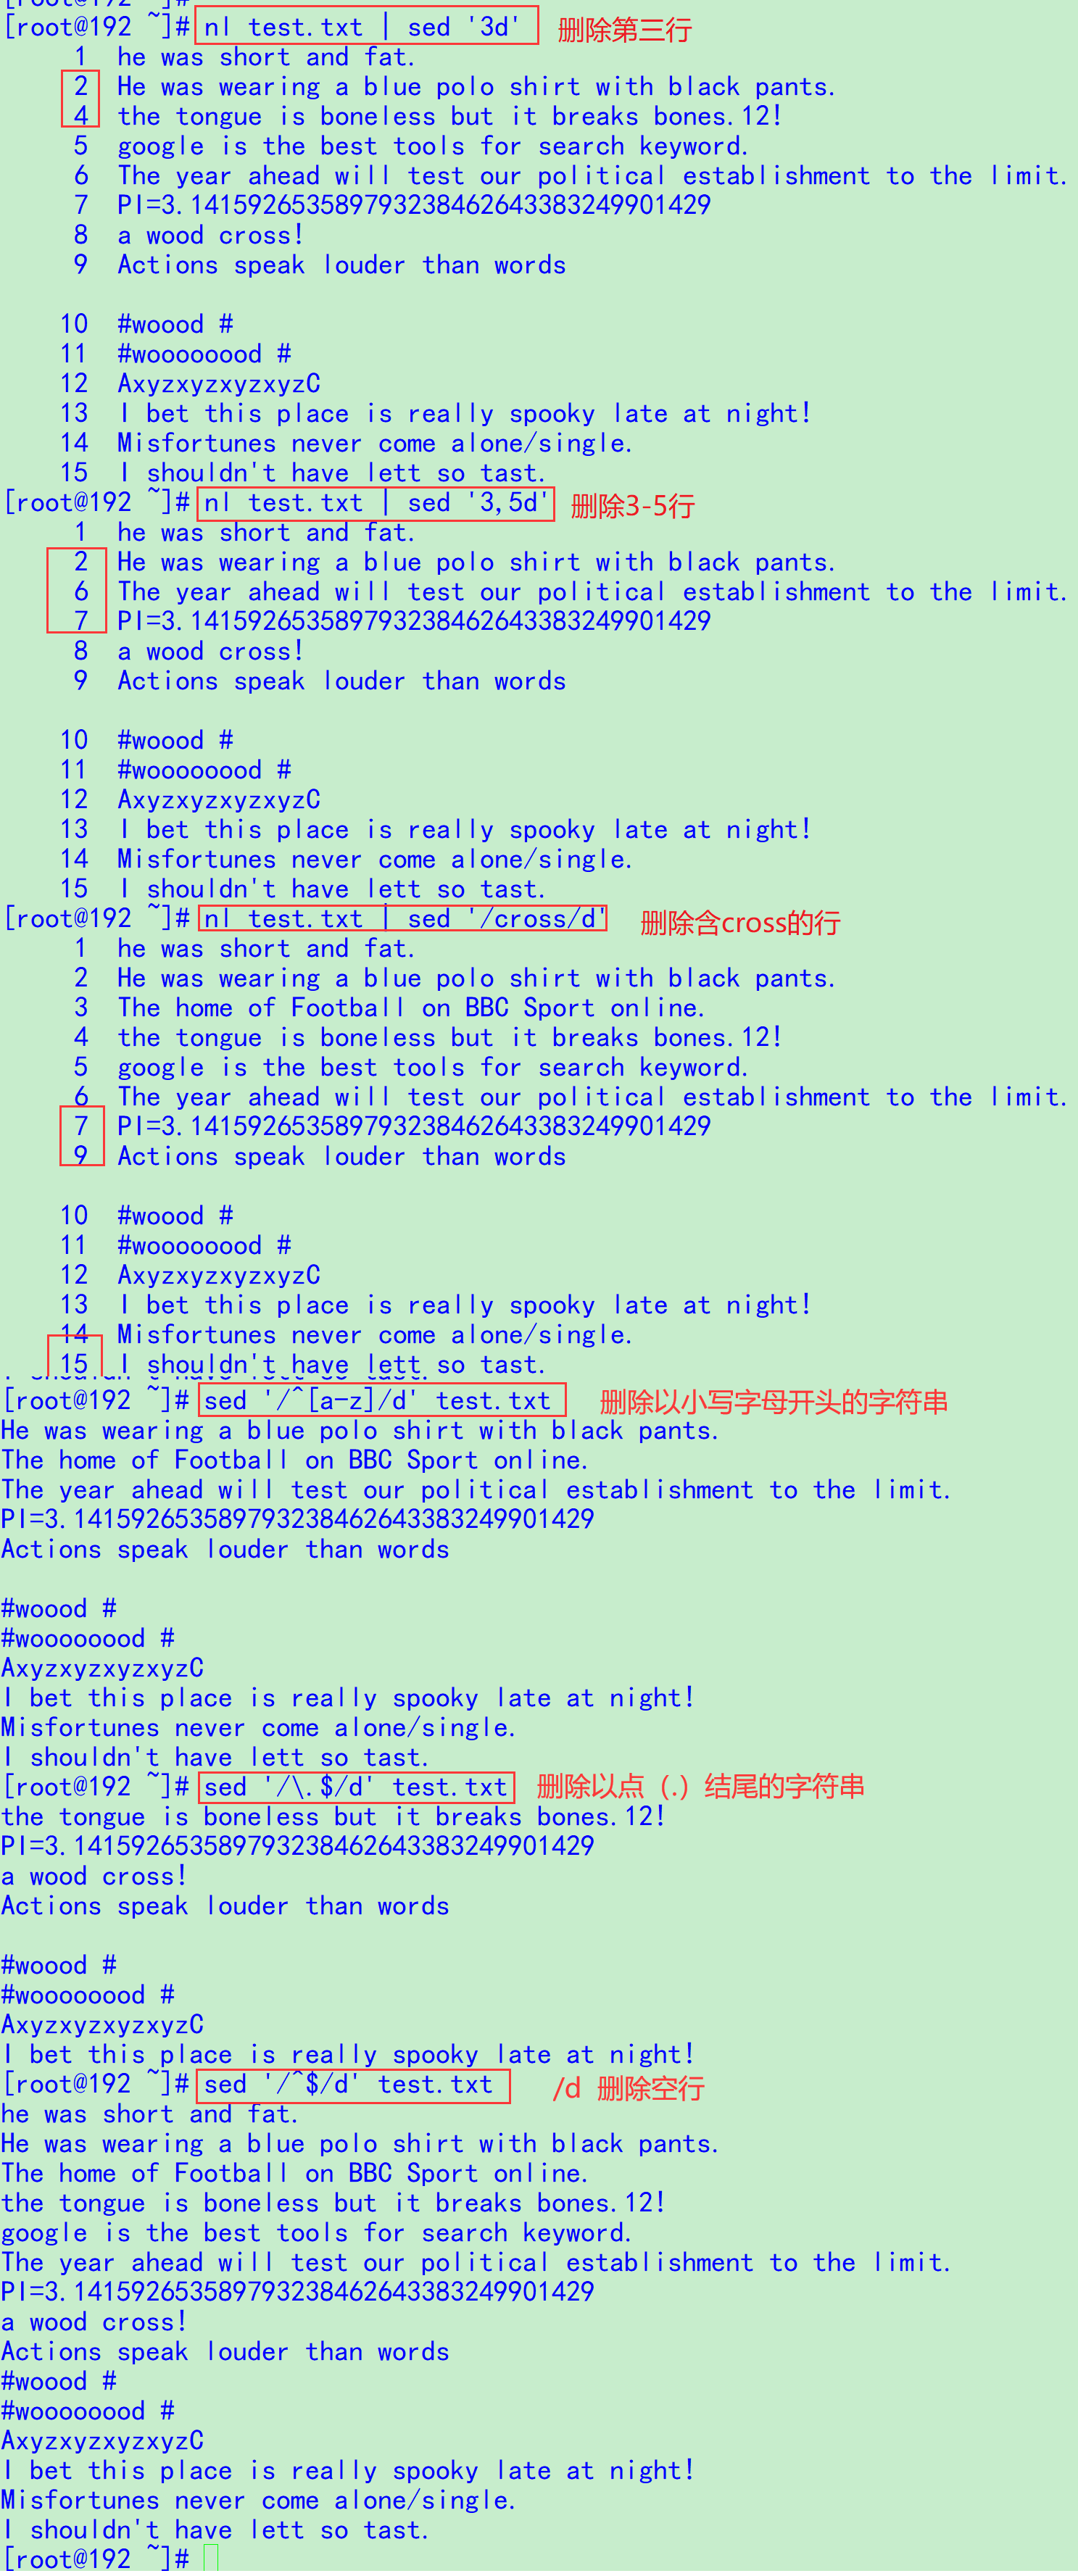 [root@192 ~]#
[root@192 ~]# nl test.txt | sed '3d' 删除第三行
1 he was short and fat.
2 He was wearing a blue polo shirt with black pants.
4 the tongue is boneless but it breaks bones.12!
5 google is the best tools for search keyword.
6 The year ahead will test our political establishment to the limit.
7 PI=3.141592653589793238462643383249901429
8 a wood cross!
9 Actions speak louder than words
10 #woood #
11 #woooooood #
12 AxyzxyzxyzxyzC
13 I bet this place is really spooky late at night!
14 Misfortunes never come alone/single.
15 I shouldn't have lett so tast.
[root@192 ~]# nl test.txt | sed '3,5d' 删除3-5行
1 he was short and fat.
2 He was wearing a blue polo shirt with black pants.
6 The year ahead will test our political establishment to the limit.
7 PI=3.141592653589793238462643383249901429
8 a wood cross!
9 Actions speak louder than words
10 #woood #
11 #woooooood #
12 AxyzxyzxyzxyzC
13 I bet this place is really spooky late at night!
14 Misfortunes never come alone/single.
15 I shouldn't have lett so tast.
[root@192 ~]# nl test.txt | sed '/cross/d' 删除含cross的行
1 he was short and fat.
2 He was wearing a blue polo shirt with black pants.
3 The home of Football on BBC Sport online.
4 the tongue is boneless but it breaks bones.12!
5 google is the best tools for search keyword.
6 The year ahead will test our political establishment to the limit.
7 PI=3.141592653589793238462643383249901429
9 Actions speak louder than words
10 #woood #
11 #woooooood #
12 AxyzxyzxyzxyzC
13 I bet this place is really spooky late at night!
14 Misfortunes never come alone/single.
15 I shouldn't have lett so tast.
I shouldn't have lett so tast.
[root@192 ~]# sed '/^[a-z]/d' test.txt 删除以小写字母开头的字符串
He was wearing a blue polo shirt with black pants.
The home of Football on BBC Sport online.
The year ahead will test our political establishment to the limit.
PI=3.141592653589793238462643383249901429
Actions speak louder than words
#woood #
#woooooood #
AxyzxyzxyzxyzC
I bet this place is really spooky late at night!
Misfortunes never come alone/single.
I shouldn't have lett so tast.
[root@192 ~]# sed '/\.$/d' test.txt 删除以点（.）结尾的字符串
the tongue is boneless but it breaks bones.12!
PI=3.141592653589793238462643383249901429
a wood cross!
Actions speak louder than words
#woood #
#woooooood #
AxyzxyzxyzxyzC
I bet this place is really spooky late at night!
[root@192 ~]# sed '/^$/d' test.txt /d 删除空行
he was short and fat.
He was wearing a blue polo shirt with black pants.
The home of Football on BBC Sport online.
the tongue is boneless but it breaks bones.12!
google is the best tools for search keyword.
The year ahead will test our political establishment to the limit.
PI=3.141592653589793238462643383249901429
a wood cross!
Actions speak louder than words
#woood #
#woooooood #
AxyzxyzxyzxyzC
I bet this place is really spooky late at night!
Misfortunes never come alone/single.
I shouldn't have lett so tast.
[root@192 ~]#